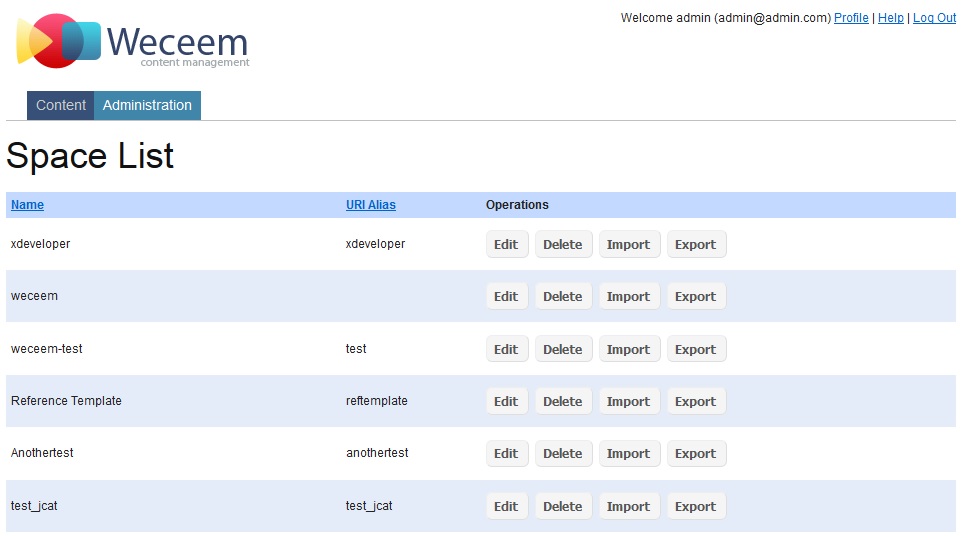 Weceem
content management
Welcome admin (admin@admin.com) Profile | Help | Log Out
Content Administration
Space List
Name URI Alias Operations
xdeveloper xdeveloper Edit Delete Import Export
weceem Edit Delete Import Export
weceem-test test Edit Delete Import Export
Reference Template reftemplate Edit Delete Import Export
Anothertest anothertest Edit Delete Import Export
test_jcat test_jcat Edit Delete Import Export